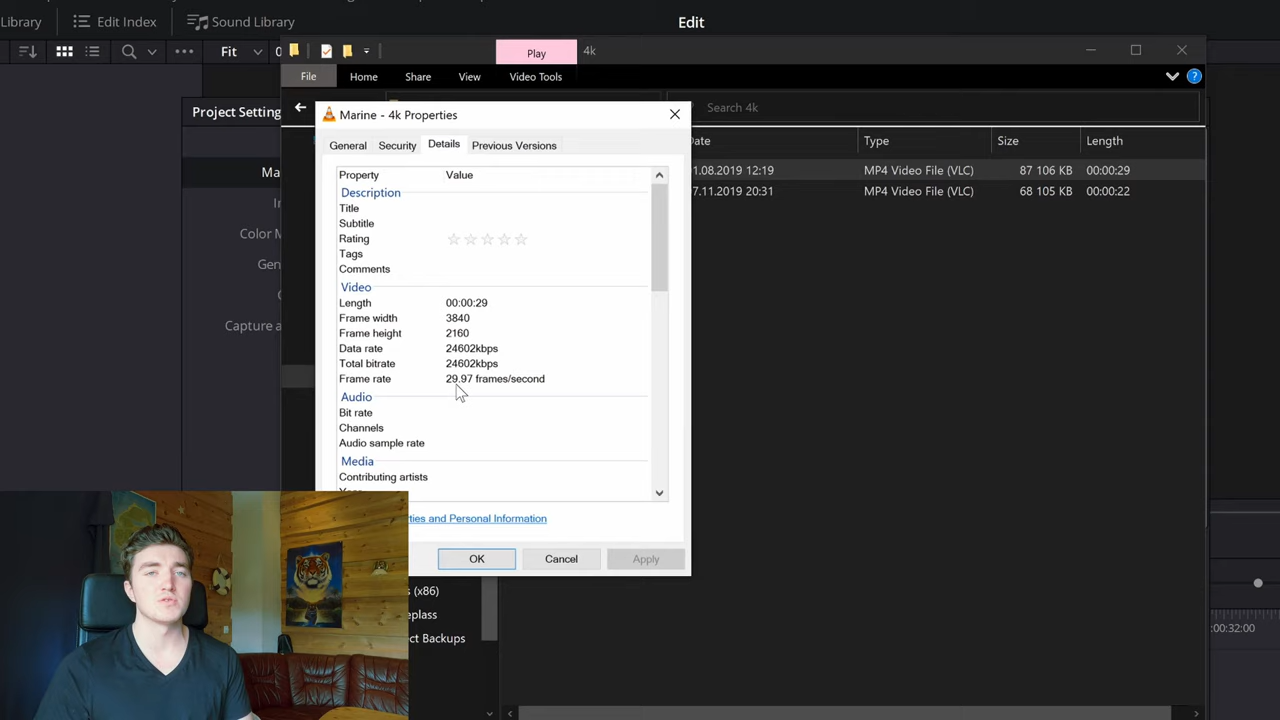 Library
Edit Index
Sound Library
Edit
Fit
Play
4k
File
Home
Share
View
Video Tools
Project Setting
Search 4k
Marine - 4k Properties
General
Security
Details
Previous Versions
Date
Type
Size
Length
1.08.2019 12:19
MP4 Video File (VLC)
87 106 KB
00:00:29
7.11.2019 20:31
MP4 Video File (VLC)
68 105 KB
00:00:22
Property
Value
Description
Title
Subtitle
Rating
Tags
Comments
Video
Length
00:00:29
Frame width
3840
Frame height
2160
Data rate
24602kbps
Total bitrate
24602kbps
Frame rate
29.97 frames/second
Audio
Bit rate
Channels
Audio sample rate
Media
Contributing artists
Ma
Color M
Gen
Capture a
ties and Personal Information
OK
Cancel
Apply
s (x86)
neplass
ect Backups
:00:32:00